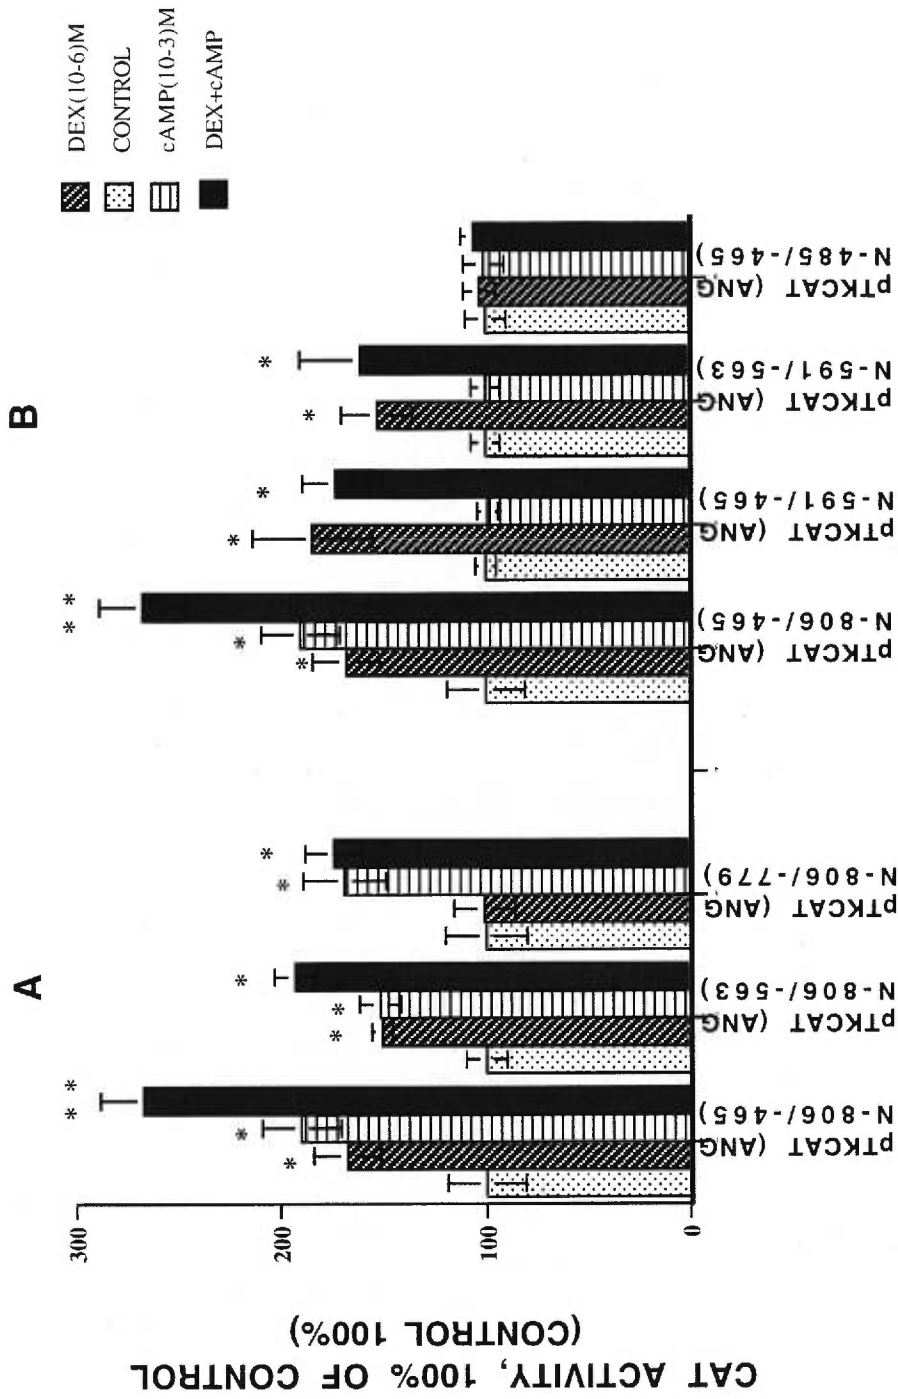 A
B
DEX(10-6)M
CONTROL
cAMP(10-3)M
DEX+cAMP
CAT ACTIVITY, 100% OF CONTROL
(CONTROL 100%)
300
200
100
0
* * * *
* * *
* *
* * * *
* *
* *
pTKCAT (ANG
N-806/-465)
pTKCAT (ANG
N-806/-563)
pTKCAT (ANG
N-806/-779)
pTKCAT (ANG
N-806/-465)
pTKCAT (ANG
N-591/-465)
pTKCAT (ANG
N-591/-563)
pTKCAT (ANG
N-485/-465)